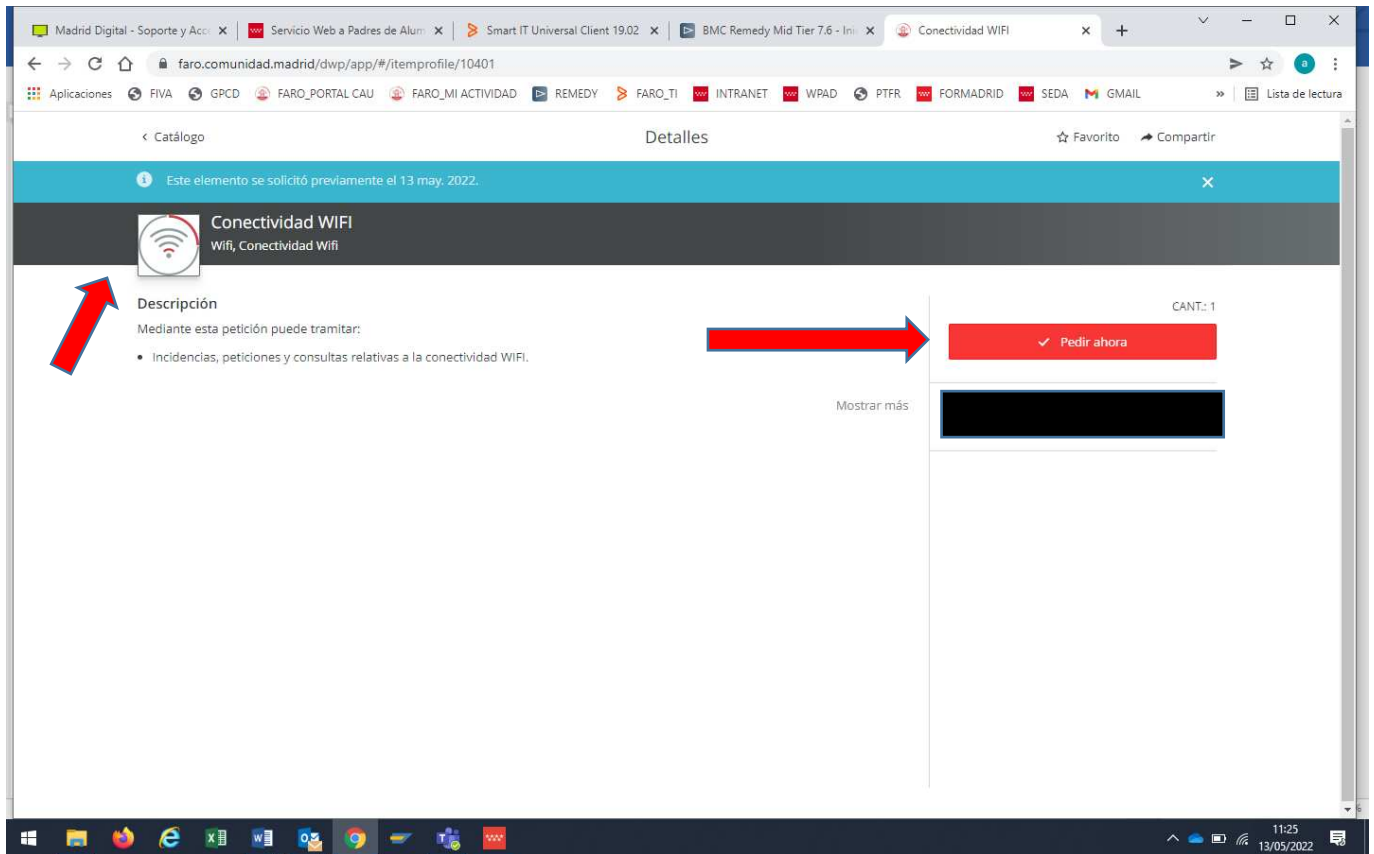 Madrid Digital - Soporte y Acc
Servicio Web a Padres de Alum
Smart IT Universal Client 19.02
BMC Remedy Mid Tier 7.6 - Ini
Conectividad WIFI
faro.comunidad.madrid/dwp/app/#/itemprofile/10401
a
Aplicaciones
FIVA
GPCD
FARO_PORTAL CAU
FARO_MI ACTIVIDAD
REMEDY
FARO_TI
INTRANET
WPAD
PTFR
FORMADRID
SEDA
GMAIL
»
Lista de lectura
< Catálogo
Detalles
Favorito
Compartir
Este elemento se solicitó previamente el 13 may. 2022.
Conectividad WIFI
Wifi, Conectividad Wifi
Descripción
CANT.: 1
Mediante esta petición puede tramitar:
Pedir ahora
• Incidencias, peticiones y consultas relativas a la conectividad WIFI.
Mostrar más
11:25
13/05/2022